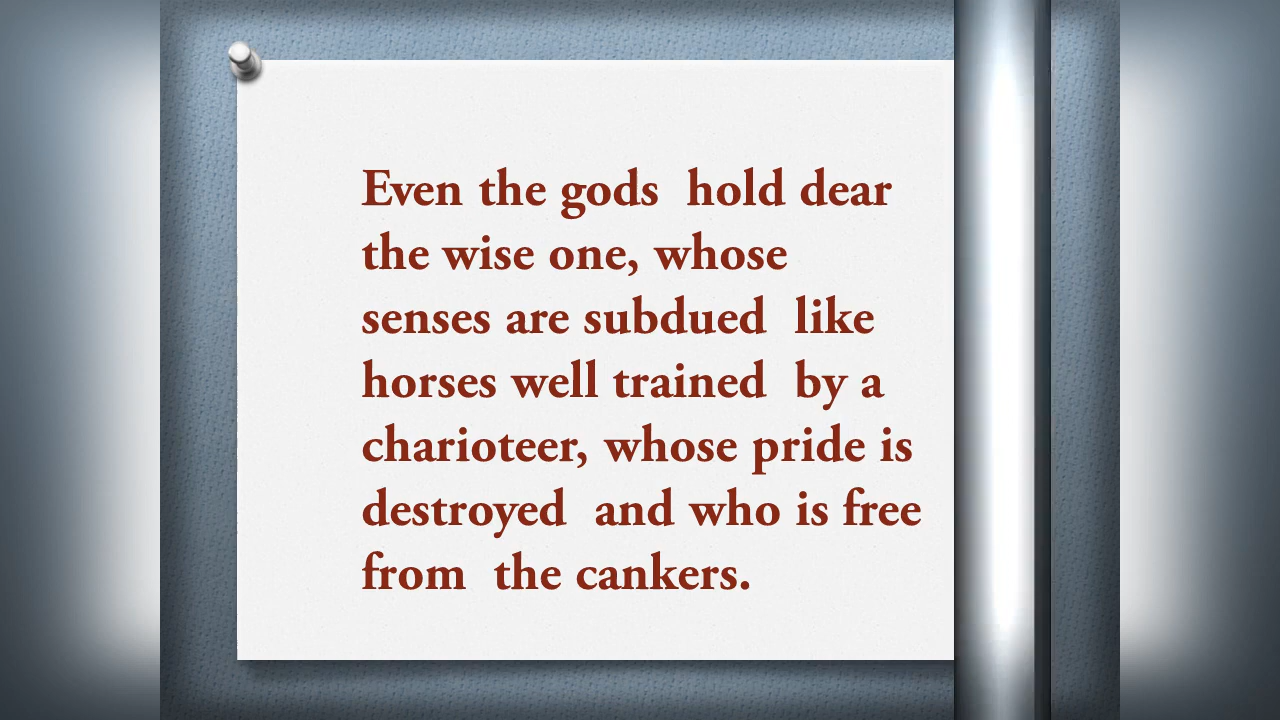 Even the gods  hold dear
the wise one, whose
senses are subdued  like
horses well trained  by a
charioteer, whose pride is
destroyed  and who is free
from  the cankers.